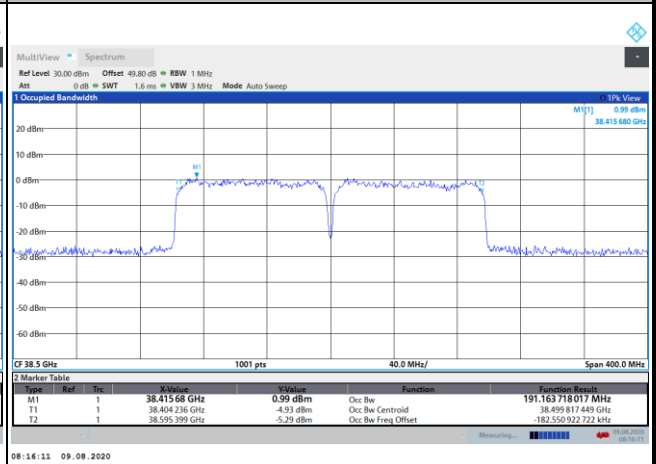 MultiView Spectrum
Ref Level 30.00 dBm Offset 49.80 dB RBW 1 MHz
Att 0 dB SWT 1.6 ms VBW 3 MHz Mode Auto Sweep
1 Occupied Bandwidth 1Pk View
M1[1] 0.99 dBm
38.415 680 GHz
20 dBm
10 dBm
M1
0 dBm
T1
T2
-10 dBm
-20 dBm
-30 dBm
-40 dBm
-50 dBm
-60 dBm
CF 38.5 GHz 1001 pts 40.0 MHz/ Span 400.0 MHz
2 Marker Table
Type Ref Trc X-Value Y-Value Function Function Result
M1 1 38.41568 GHz 0.99 dBm Occ Bw 191.163 718 017 MHz
T1 1 38.404 236 GHz -4.93 dBm Occ Bw Centroid 38.499 817 449 GHz
T2 1 38.595 399 GHz -5.29 dBm Occ Bw Freq Offset -182.550 922 722 kHz
Measuring... 09.08.2020
08:16:11
08:16:11 09.08.2020